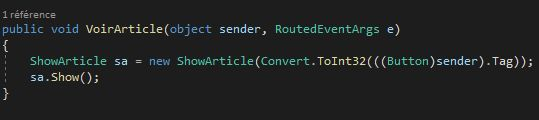 1 référence
public void VoirArticle(object sender, RoutedEventArgs e)
{
ShowArticle sa = new ShowArticle(Convert.ToInt32(((Button)sender).Tag));
sa.Show();
}